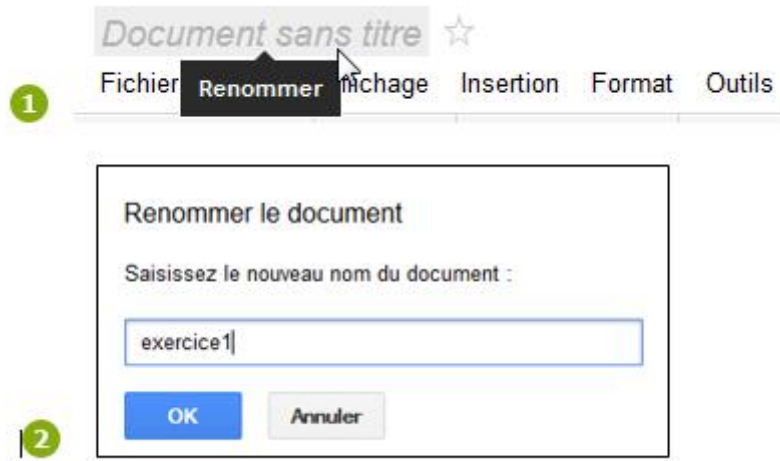 Document sans titre
Renommer
Fichier ffichage Insertion Format Outils
1
Renommer le document
Saisissez le nouveau nom du document :
exercice1
OK Annuler
2